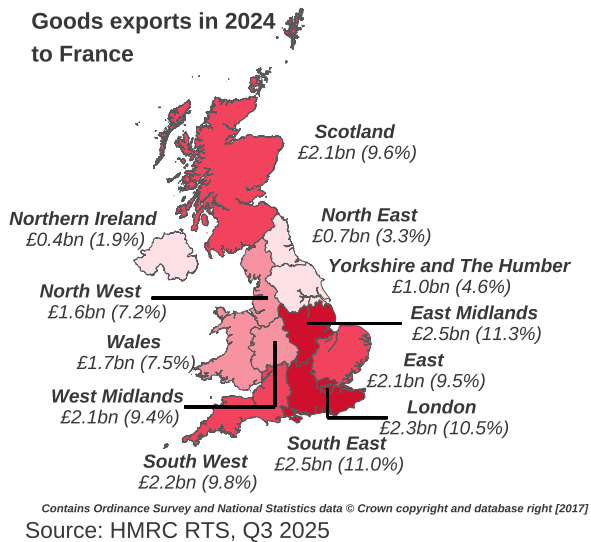 Goods exports in 2024
to France
Scotland
£2.1bn (9.6%)
Northern Ireland
£0.4bn (1.9%)
North East
£0.7bn (3.3%)
Yorkshire and The Humber
£1.0bn (4.6%)
North West
£1.6bn (7.2%)
East Midlands
£2.5bn (11.3%)
Wales
£1.7bn (7.5%)
East
£2.1bn (9.5%)
West Midlands
£2.1bn (9.4%)
London
£2.3bn (10.5%)
South East
£2.5bn (11.0%)
South West
£2.2bn (9.8%)
Contains Ordinance Survey and National Statistics data © Crown copyright and database right [2017]
Source: HMRC RTS, Q3 2025